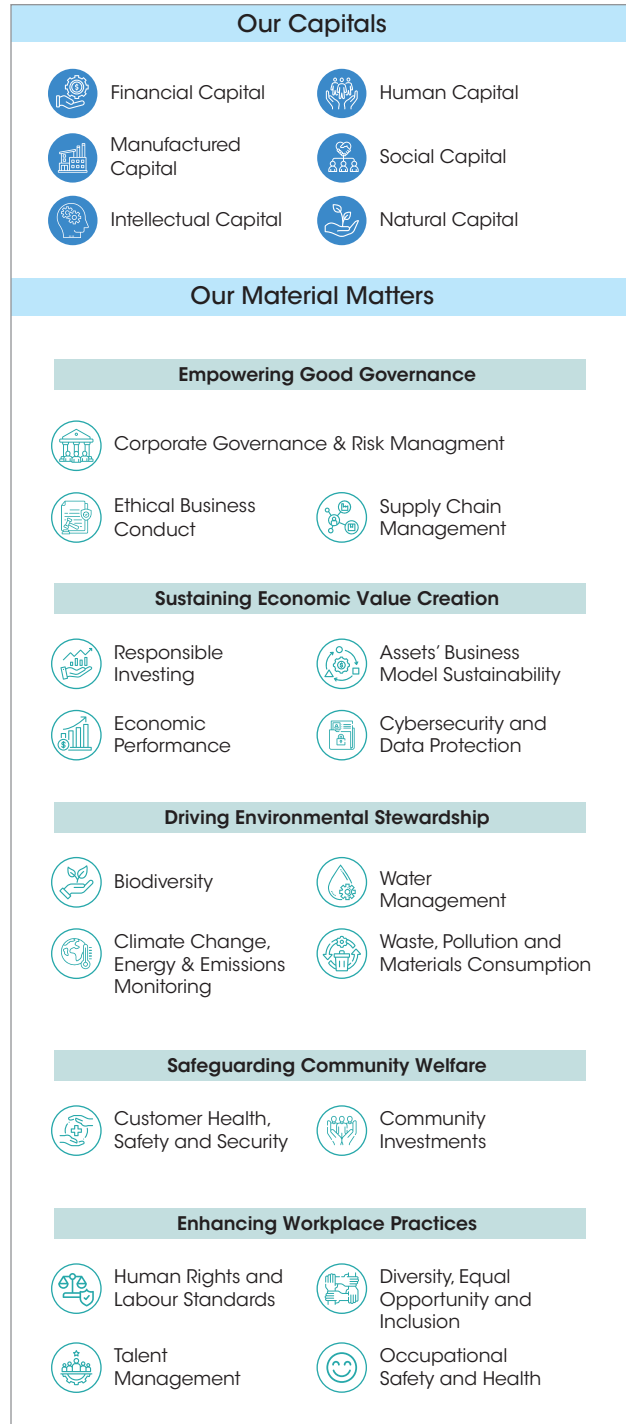 Our Capitals
Financial Capital
Human Capital
Manufactured
Capital
Social Capital
Intellectual Capital
Natural Capital
Our Material Matters
Empowering Good Governance
Corporate Governance & Risk Managment
Ethical Business
Conduct
Supply Chain
Management
Sustaining Economic Value Creation
Responsible
Investing
Assets’ Business
Model Sustainability
Economic
Performance
Cybersecurity and
Data Protection
Driving Environmental Stewardship
Biodiversity
Water
Management
Climate Change,
Energy & Emissions
Monitoring
Waste, Pollution and
Materials Consumption
Safeguarding Community Welfare
Customer Health,
Safety and Security
Community
Investments
Enhancing Workplace Practices
Human Rights and
Labour Standards
Diversity, Equal
Opportunity and
Inclusion
Talent
Management
Occupational
Safety and Health